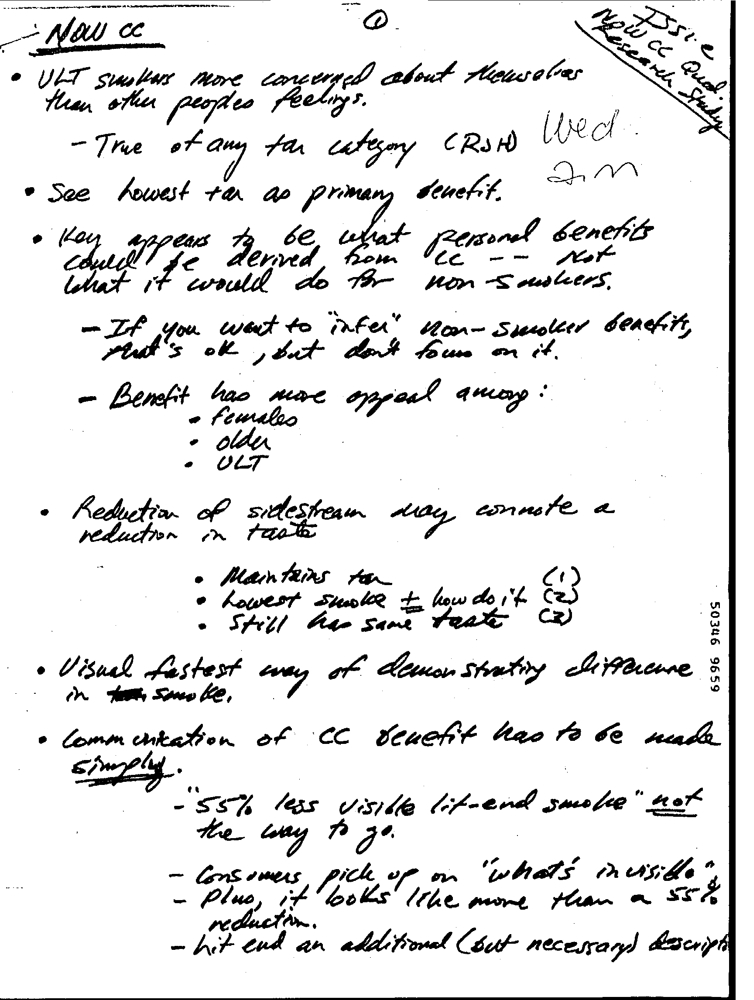 Now CC
①
Issie
Now CC Qual.
Research Study
• ULT smokers more concerned about themselves
than other peoples feelings.
- True of any tar category (RJH)
Wed.
• See lowest tar as primary benefit.
• Key appears to be what personal benefits
could be derived from CC -- Not
what it would do for non-smokers.
- If you want to "infer" non-smoker benefits,
that's ok, but don't focus on it.
- Benefit has more appeal among:
• females
• older
• ULT
• Reduction of sidestream may connote a
reduction in taste
• Maintains tar (1)
• Lowest smoke + how do it (2)
• Still has same taste (3)
• Visual fastest way of demonstrating difference
in smoke.
• Communication of CC benefit has to be made
simply.
- "55% less visible lit-end smoke" not
the way to go.
- Consumers pick up on "what's invisible"
- Plus, it looks like more than a 55%
reduction.
- Lit end an additional (but necessary) descript
50346 9659